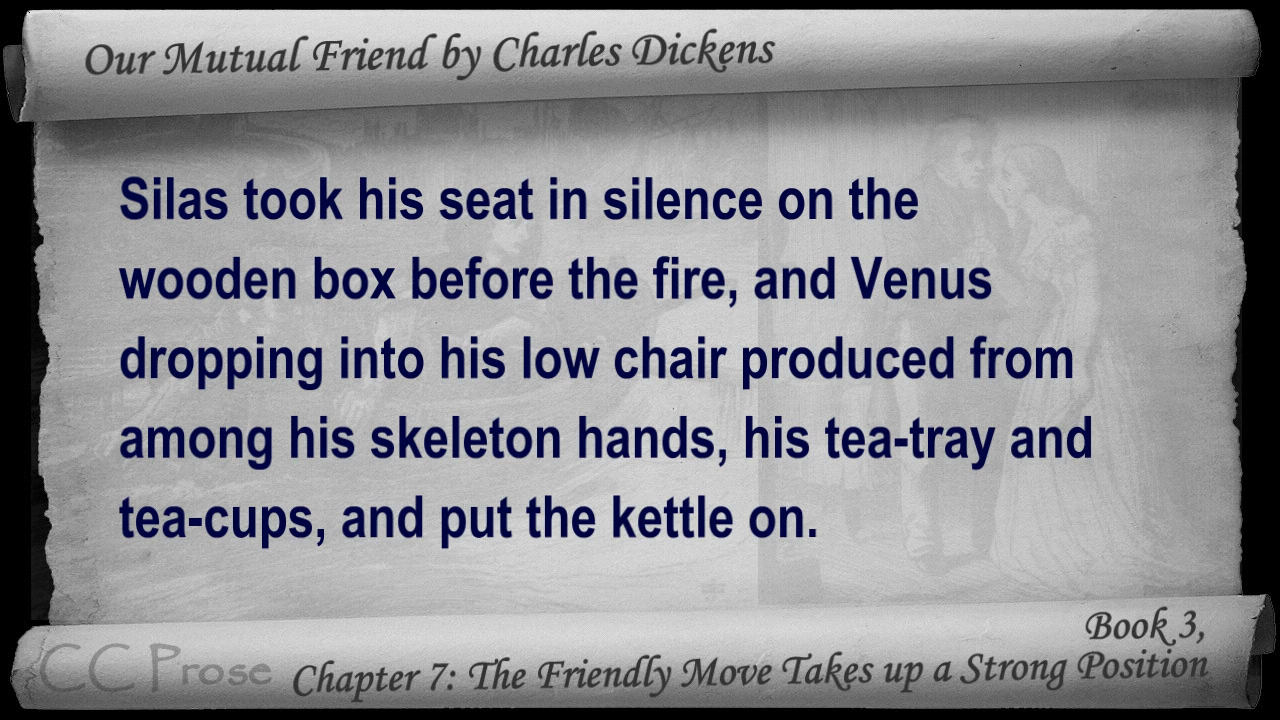 Our Mutual Friend by Charles Dickens
Silas took his seat in silence on the
wooden box before the fire, and Venus
dropping into his low chair produced from
among his skeleton hands, his tea-tray and
tea-cups, and put the kettle on.
Book 3,
CC Prose Chapter 7: The Friendly Move Takes up a Strong Position